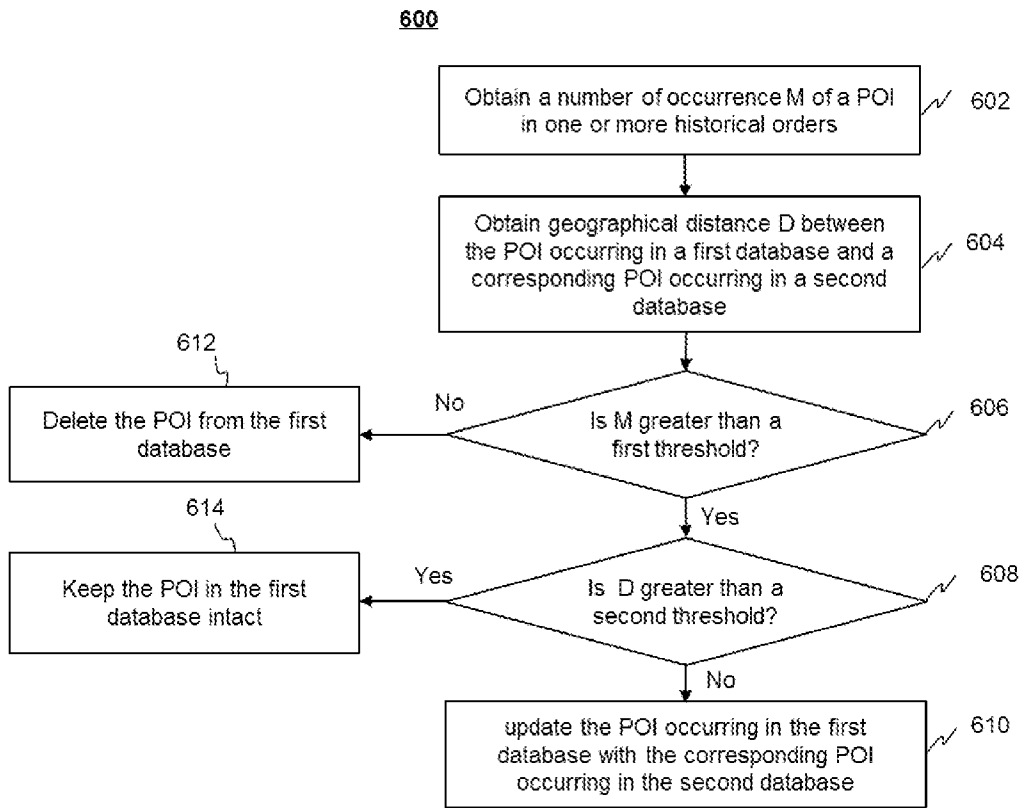 600
Obtain a number of occurrence M of a POI
in one or more historical orders
602
Obtain geographical distance D between
the POI occurring in a first database and a
corresponding POI occurring in a second
database
604
612
Delete the POI from the first
database
No
Is M greater than a
first threshold?
606
Yes
614
Keep the POI in the first
database intact
Yes
Is D greater than a
second threshold?
608
No
update the POI occurring in the first
database with the corresponding POI
occurring in the second database
610